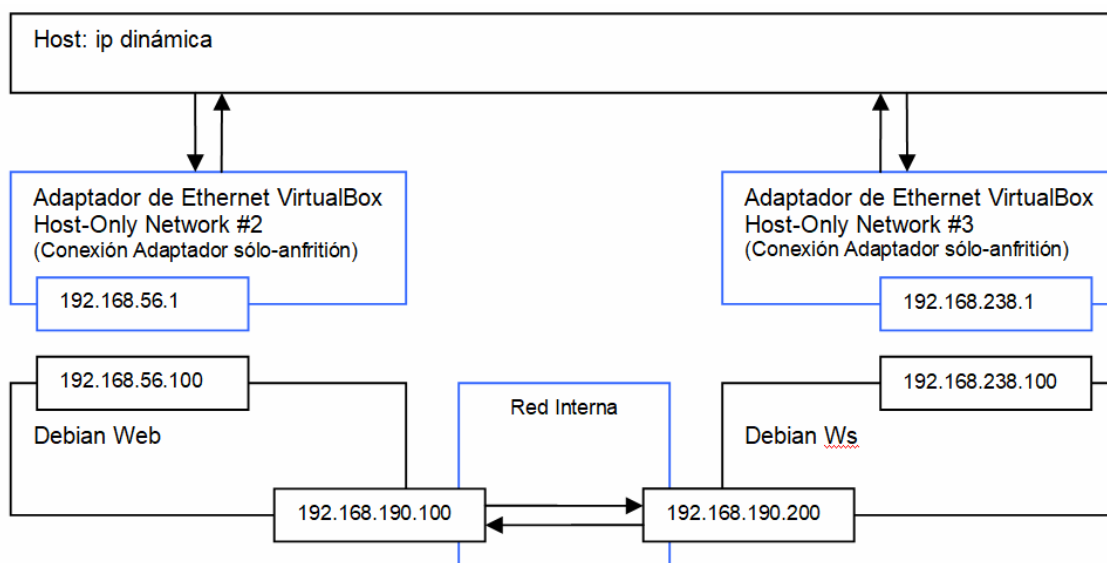 Host: ip dinámica
Adaptador de Ethernet VirtualBox
Host-Only Network #2
(Conexión Adaptador sólo-anfritión)
192.168.56.1
Adaptador de Ethernet VirtualBox
Host-Only Network #3
(Conexión Adaptador sólo-anfritión)
192.168.238.1
192.168.56.100
Debian Web
Red Interna
192.168.238.100
Debian Ws
192.168.190.100
192.168.190.200